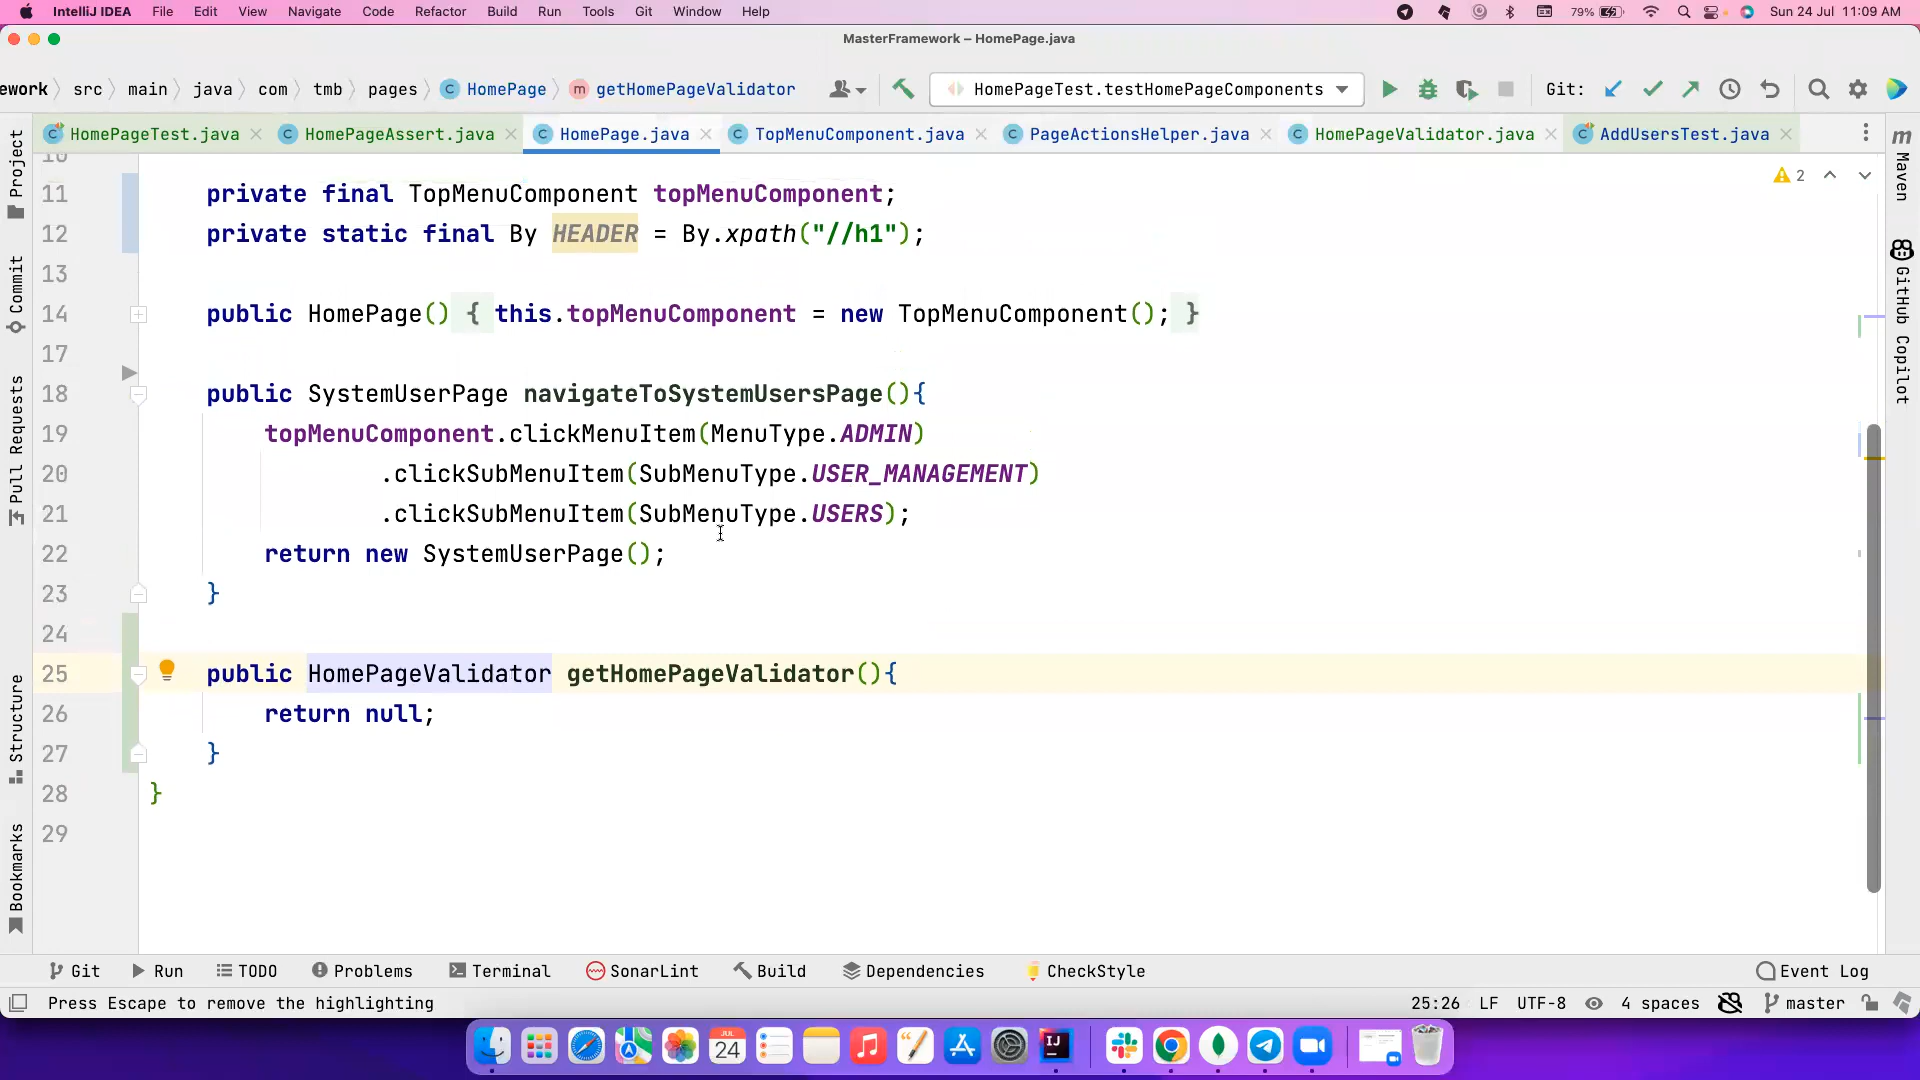 IntelliJ IDEA File Edit View Navigate Code Refactor Build Run Tools Git Window Help 79% Sun 24 Jul 11:09 AM
MasterFramework – HomePage.java
ework src main java com tmb pages HomePage getHomePageValidator HomePageTest.testHomePageComponents Git:
HomePageTest.java HomePageAssert.java HomePage.java TopMenuComponent.java PageActionsHelper.java HomePageValidator.java AddUsersTest.java
Project
Commit
Pull Requests
Structure
Bookmarks
2
10
11 private final TopMenuComponent topMenuComponent;
12 private static final By HEADER = By.xpath("//h1");
13
14 public HomePage() { this.topMenuComponent = new TopMenuComponent(); }
17
18 public SystemUserPage navigateToSystemUsersPage(){
19 topMenuComponent.clickMenuItem(MenuType.ADMIN)
20 .clickSubMenuItem(SubMenuType.USER_MANAGEMENT)
21 .clickSubMenuItem(SubMenuType.USERS);
22 return new SystemUserPage();
23 }
24
25 public HomePageValidator getHomePageValidator(){
26 return null;
27 }
28 }
29
Maven
GitHub Copilot
Git Run TODO Problems Terminal SonarLint Build Dependencies CheckStyle Event Log
Press Escape to remove the highlighting 25:26 LF UTF-8 4 spaces master
JUL
24
IJ